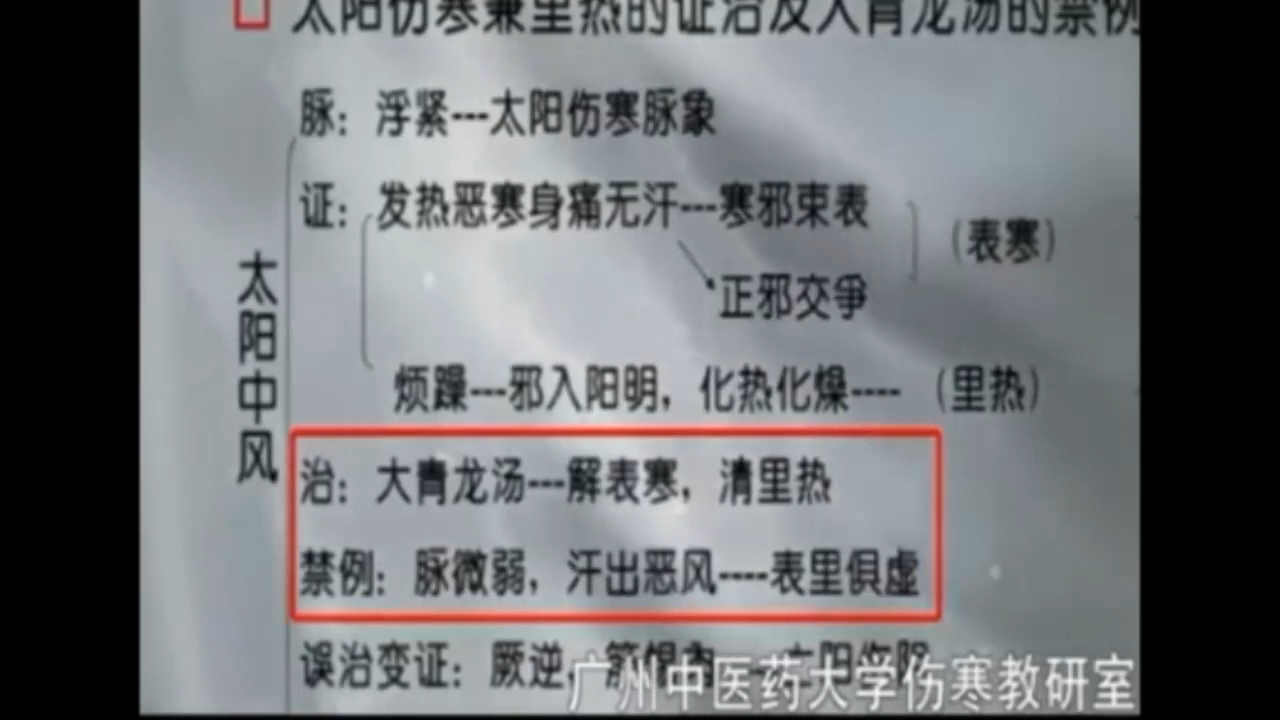 太阳伤寒兼里热的证治及大青龙汤的禁例
脉：浮紧---太阳伤寒脉象
证：发热恶寒身痛无汗---寒邪束表
（表寒）
正邪交争
太阳中风
烦躁---邪入阳明，化热化燥----（里热）
治：大青龙汤---解表寒，清里热
禁例：脉微弱，汗出恶风----表里俱虚
误治变证：厥逆、
广州中医药大学伤寒教研室